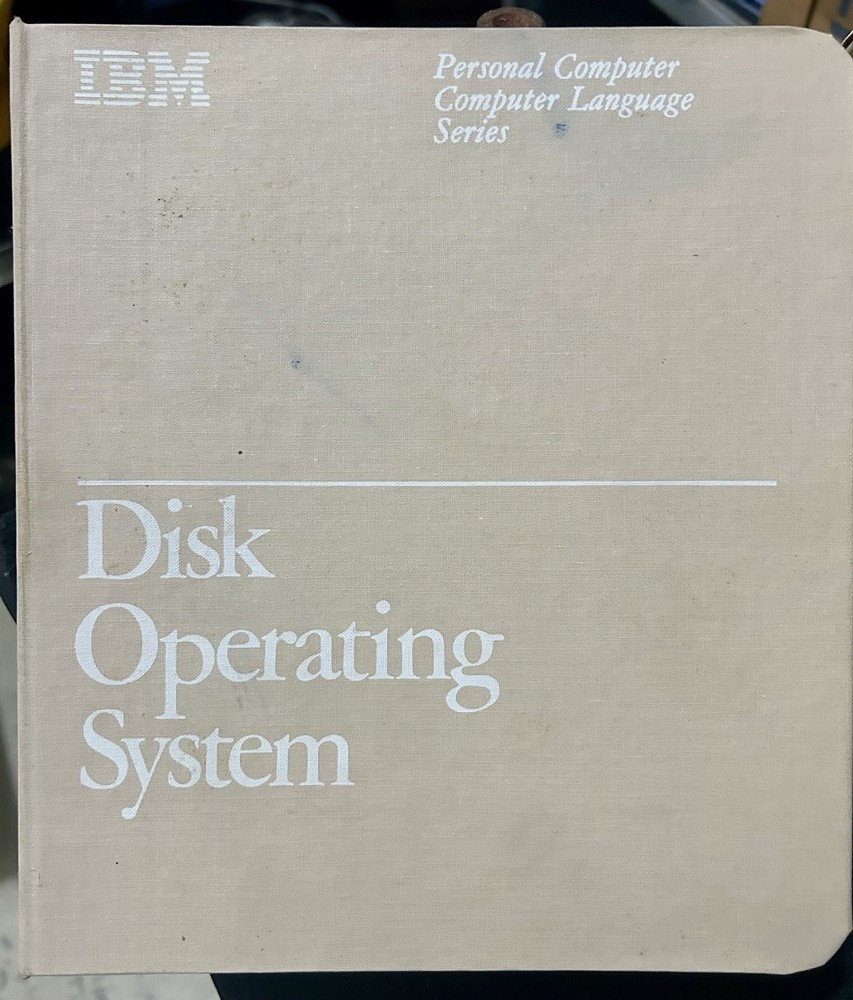 IBM
Personal Computer
Computer Language
Series
Disk
Operating
System